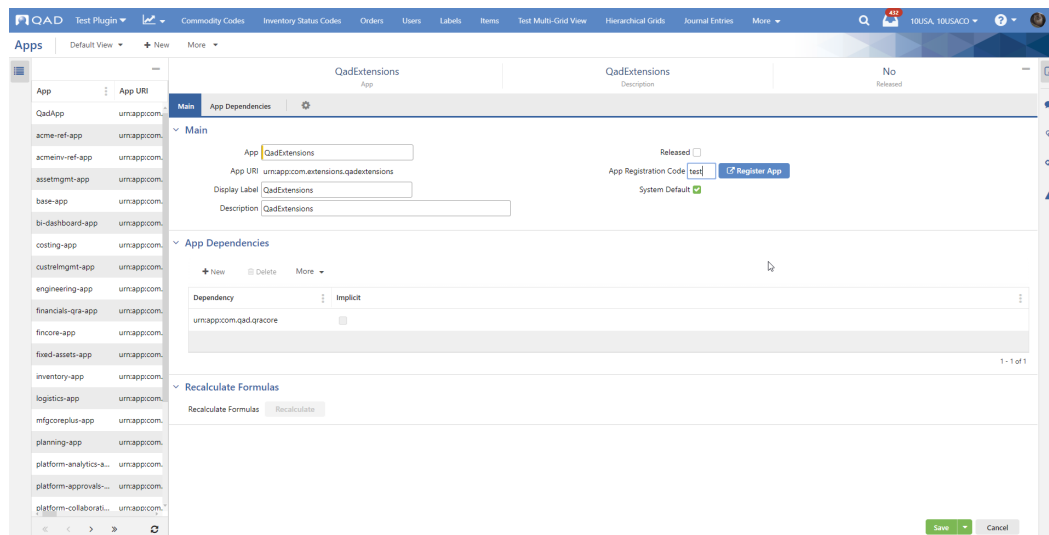 QAD Test Plugin Commodity Codes Inventory Status Codes Orders Users Labels Items Test Multi-Grid View Hierarchical Grids Journal Entries More 432 10USA, 10USACO
Apps Default View + New More
App App URI
QadApp urn:app:com.
acme-ref-app urn:app:com.
acmeinv-ref-app urn:app:com.
assetmgmt-app urn:app:com.
base-app urn:app:com.
bi-dashboard-app urn:app:com.
costing-app urn:app:com.
custrelmgmt-app urn:app:com.
engineering-app urn:app:com.
financials-qra-app urn:app:com.
fincore-app urn:app:com.
fixed-assets-app urn:app:com.
inventory-app urn:app:com.
logistics-app urn:app:com.
mfgcoreplus-app urn:app:com.
planning-app urn:app:com.
platform-analytics-a... urn:app:com.
platform-approvals-... urn:app:com.
platform-collaborati... urn:app:com.
QadExtensions QadExtensions No
App Description Released
Main App Dependencies
Main
App QadExtensions Released
App URI urn:app:com.extensions.qadextensions App Registration Code test Register App
Display Label QadExtensions System Default
Description QadExtensions
App Dependencies
+ New Delete More
Dependency Implicit
urn:app:com.qad.qracore
1 - 1 of 1
Recalculate Formulas
Recalculate Formulas Recalculate
Save Cancel